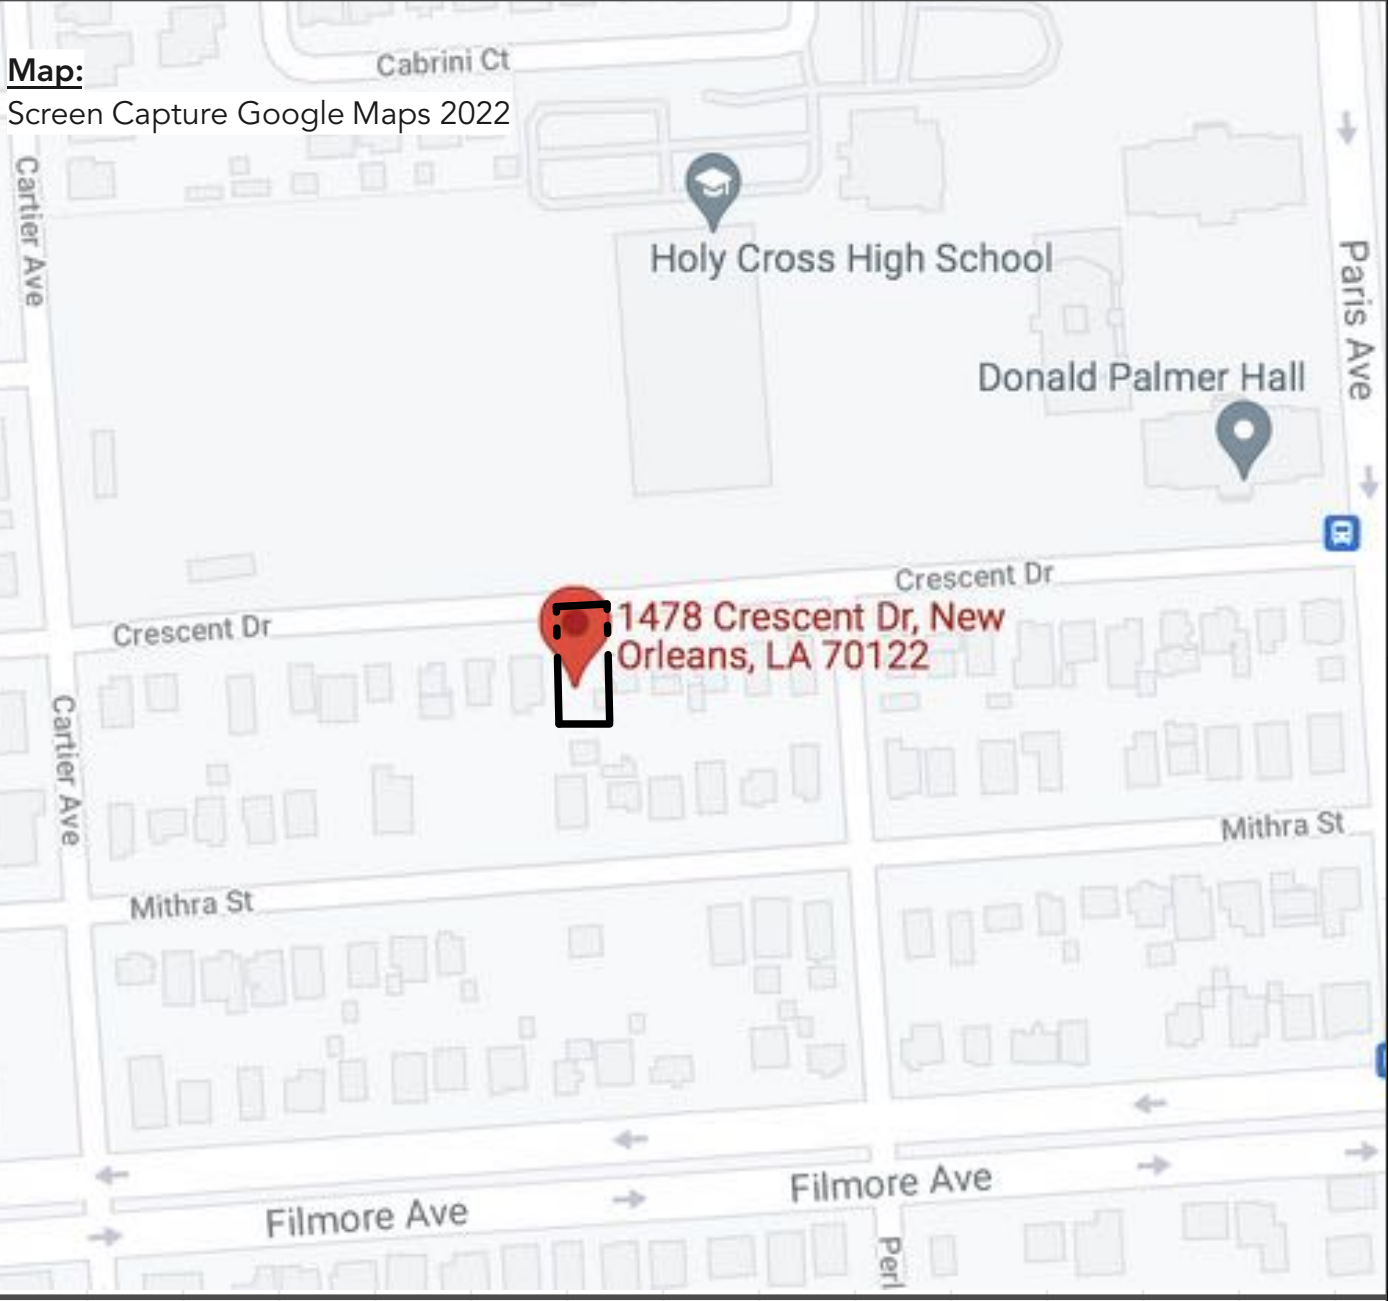 Cabrini Ct
Map:
Screen Capture Google Maps 2022
Cartier Ave
Holy Cross High School
Paris Ave
Donald Palmer Hall
Crescent Dr
1478 Crescent Dr, New
Orleans, LA 70122
Crescent Dr
Cartier Ave
Mithra St
Mithra St
Filmore Ave
Filmore Ave
Perl